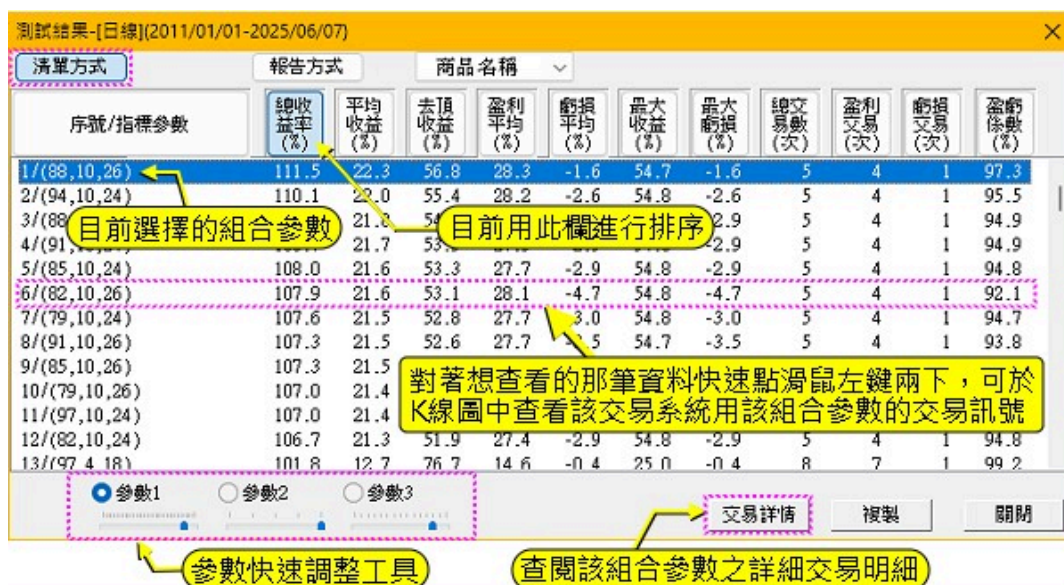 測試結果-[日線](2011/01/01-2025/06/07)
清單方式 報告方式 商品名稱
序號/指標參數 總收益率(%) 平均收益(%) 去頂收益(%) 盈利平均(%) 虧損平均(%) 最大收益(%) 最大虧損(%) 總交易數(次) 盈利交易(次) 虧損交易(次) 盈虧係數(%)
1/(88,10,26) 111.5 22.3 56.8 28.3 -1.6 54.7 -1.6 5 4 1 97.3
2/(94,10,24) 110.1 22.0 55.4 28.2 -2.6 54.8 -2.6 5 4 1 95.5
3/(88 5 4 1 94.9
目前選擇的組合參數
目前用此欄進行排序
4/(91 21.7 5 4 1 94.9
5/(85,10,24) 108.0 21.6 53.3 27.7 -2.9 54.8 -2.9 5 4 1 94.8
6/(82,10,26) 107.9 21.6 53.1 28.1 -4.7 54.8 -4.7 5 4 1 92.1
7/(79,10,24) 107.6 21.5 52.8 27.7 -3.0 54.8 -3.0 5 4 1 94.7
8/(91,10,26) 107.3 21.5 52.6 27.7 54.7 -3.5 5 4 1 93.8
9/(85,10,26) 107.3 21.5
10/(79,10,26) 107.0 21.4
11/(97,10,24) 107.0 21.4
對著想查看的那筆資料快速點滑鼠左鍵兩下，可於
K線圖中查看該交易系統用該組合參數的交易訊號
12/(82,10,24) 106.7 21.3 51.9 27.4 -2.9 54.8 -2.9 5 4 1 94.8
13/(97,4,18) 101.8 12.7 76.7 14.6 -0.4 25.0 -0.4 8 7 1 99.2
參數1 參數2 參數3
交易詳情 複製 關閉
參數快速調整工具
查閱該組合參數之詳細交易明細